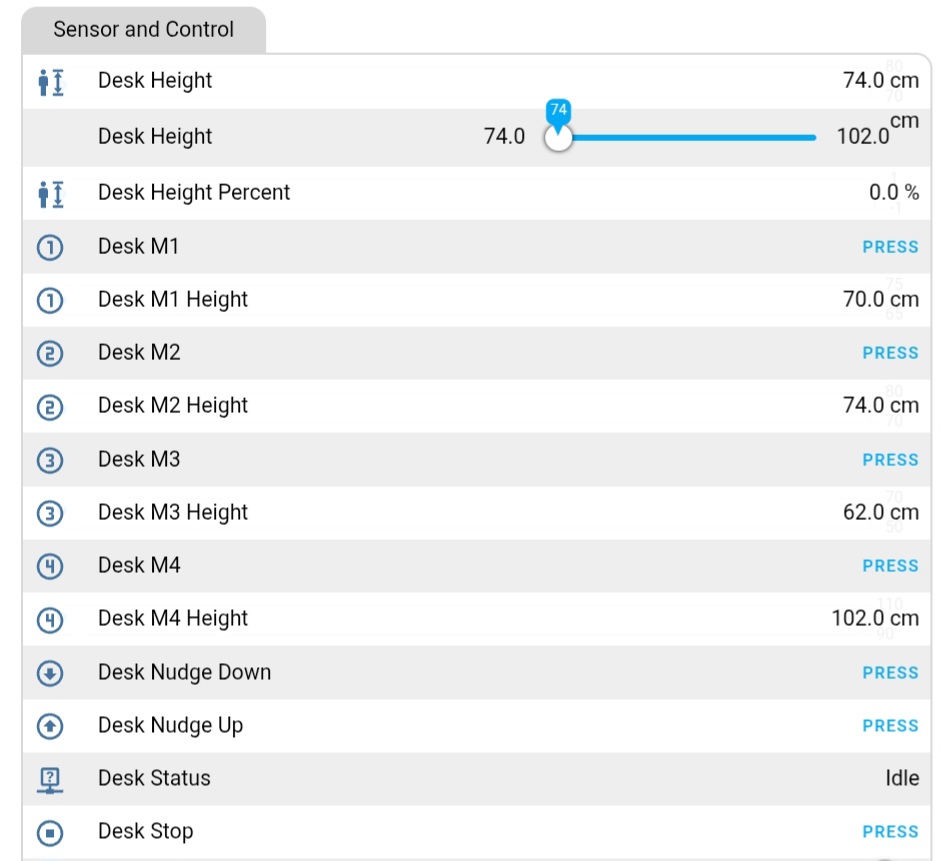 Sensor and Control
Desk Height 74.0 cm
Desk Height 74.0 74 102.0 cm
Desk Height Percent 0.0 %
1 Desk M1 PRESS
1 Desk M1 Height 70.0 cm
2 Desk M2 PRESS
2 Desk M2 Height 74.0 cm
3 Desk M3 PRESS
3 Desk M3 Height 62.0 cm
4 Desk M4 PRESS
4 Desk M4 Height 102.0 cm
Desk Nudge Down PRESS
Desk Nudge Up PRESS
? Desk Status Idle
Desk Stop PRESS